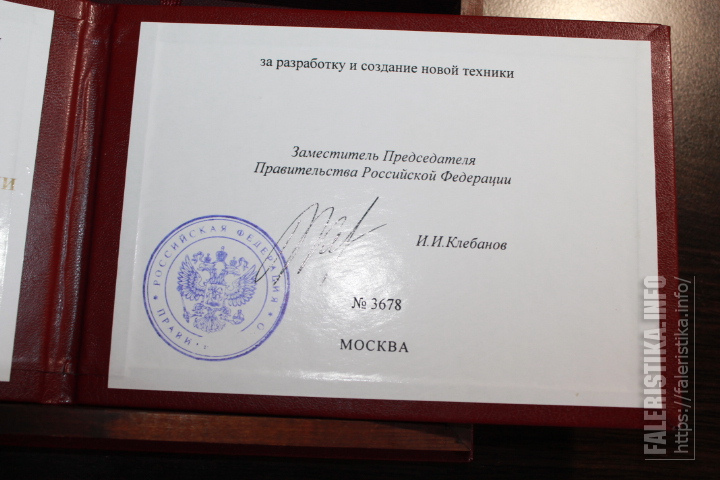 за разработку и создание новой техники
Заместитель Председателя
Правительства Российской Федерации
И.И.Клебанов
РОССИЙСКАЯ ФЕДЕРАЦИЯ
№ 3678
МОСКВА
FALERISTIKA.INFO
https://faleristika.info/